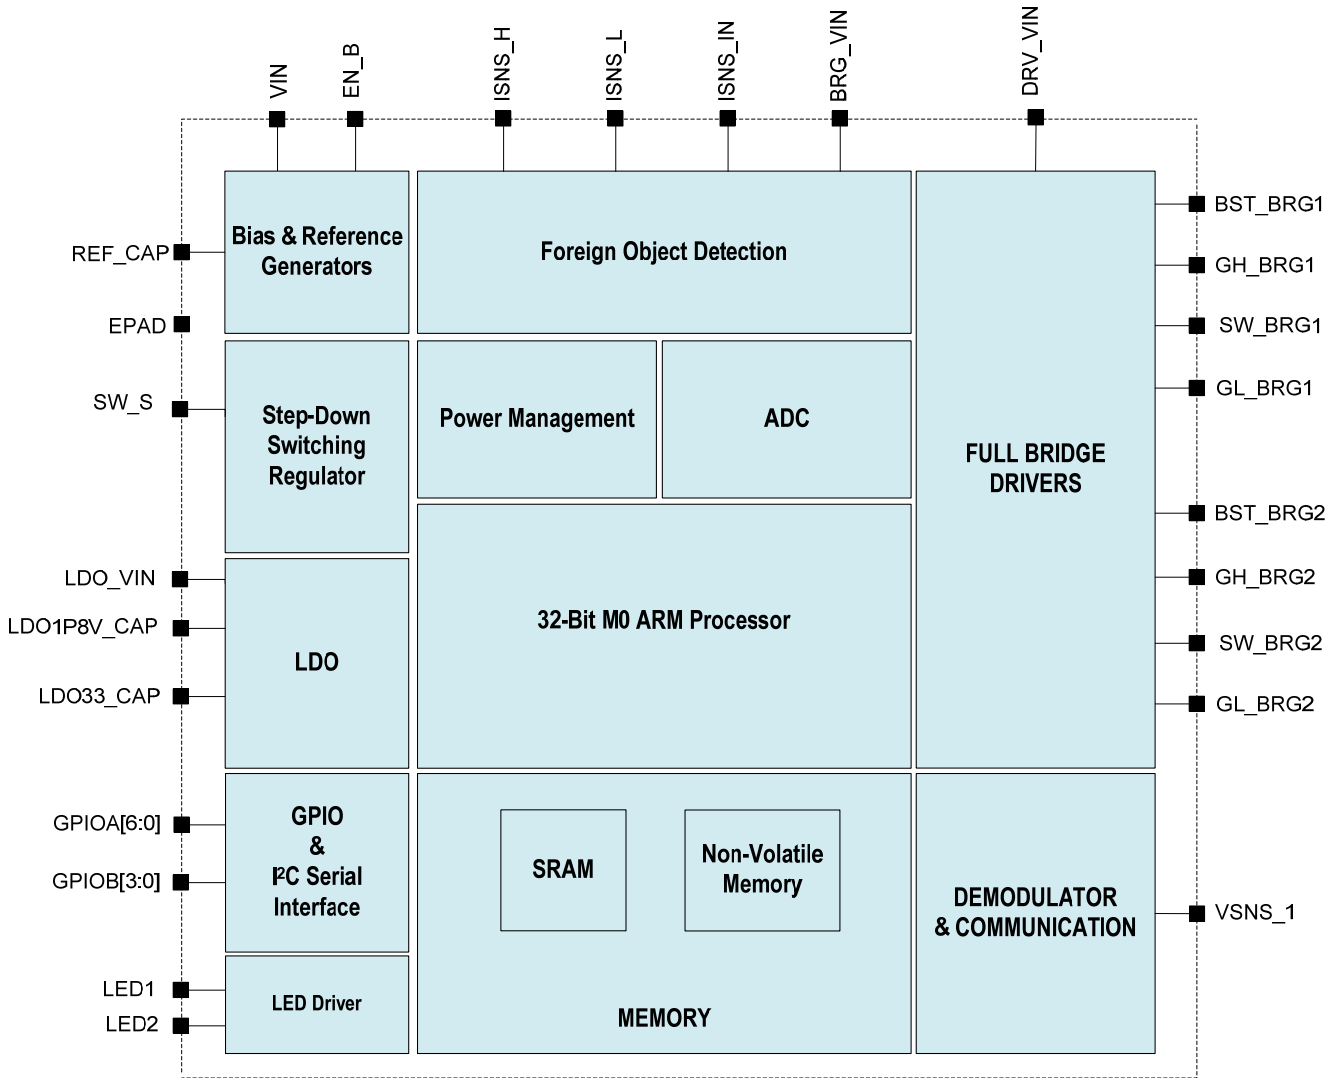 VIN
EN_B
ISNS_H
ISNS_L
ISNS_IN
BRG_VIN
DRV_VIN
REF_CAP
EPAD
SW_S
LDO_VIN
LDO1P8V_CAP
LDO33_CAP
GPIOA[6:0]
GPIOB[3:0]
LED1
LED2
Bias & Reference
Generators
Foreign Object Detection
Step-Down
Switching
Regulator
Power Management
ADC
FULL BRIDGE
DRIVERS
LDO
32-Bit M0 ARM Processor
GPIO
&
I²C Serial
Interface
SRAM
Non-Volatile
Memory
MEMORY
LED Driver
DEMODULATOR
& COMMUNICATION
BST_BRG1
GH_BRG1
SW_BRG1
GL_BRG1
BST_BRG2
GH_BRG2
SW_BRG2
GL_BRG2
VSNS_1